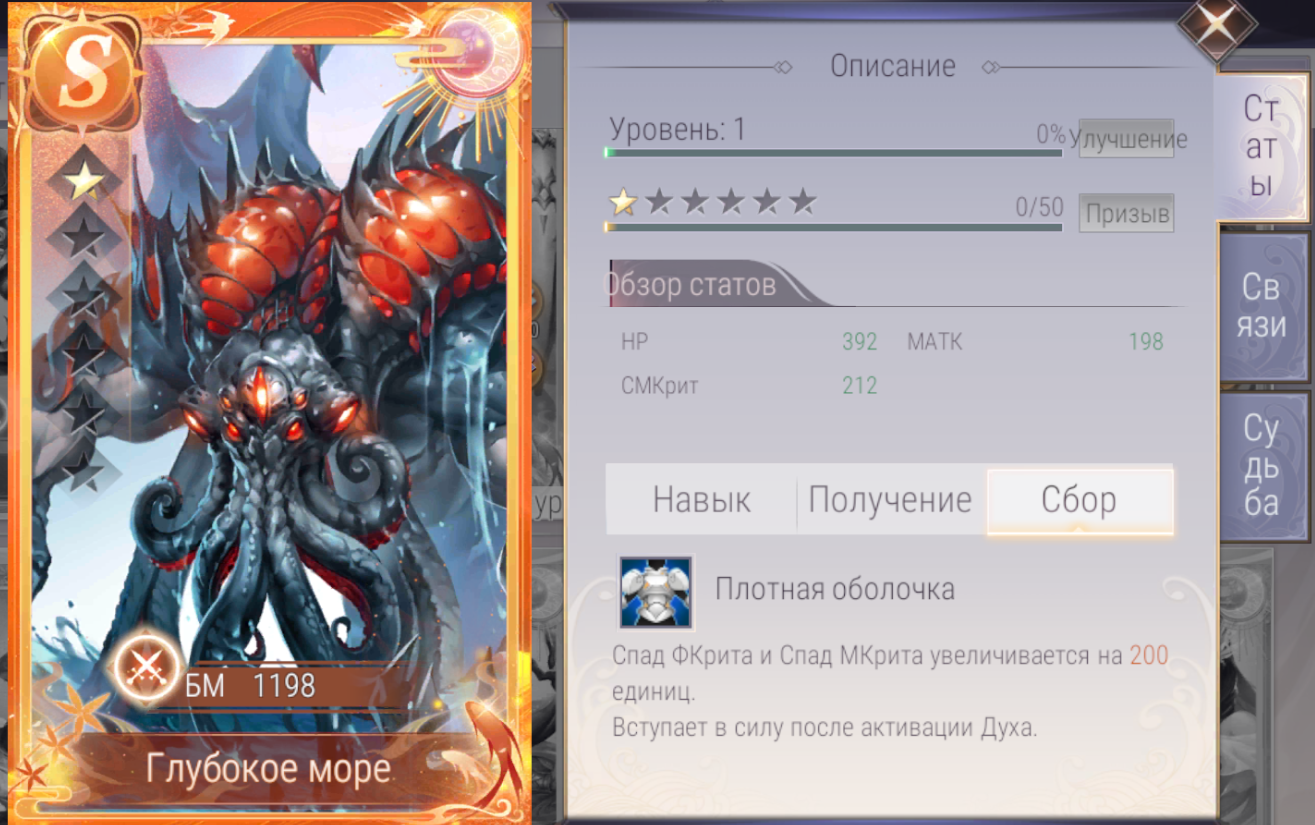 S
БМ 1198
Глубокое море
Описание
Уровень: 1
0%
Улучшение
0/50
Призыв
Обзор статов
HP 392 МАТК 198
СМКрит 212
Навык
Получение
Сбор
Плотная оболочка
Спад ФКрита и Спад МКрита увеличивается на 200
единиц.
Вступает в силу после активации Духа.
Ст
ат
ы
Св
язи
Су
дь
ба
ур